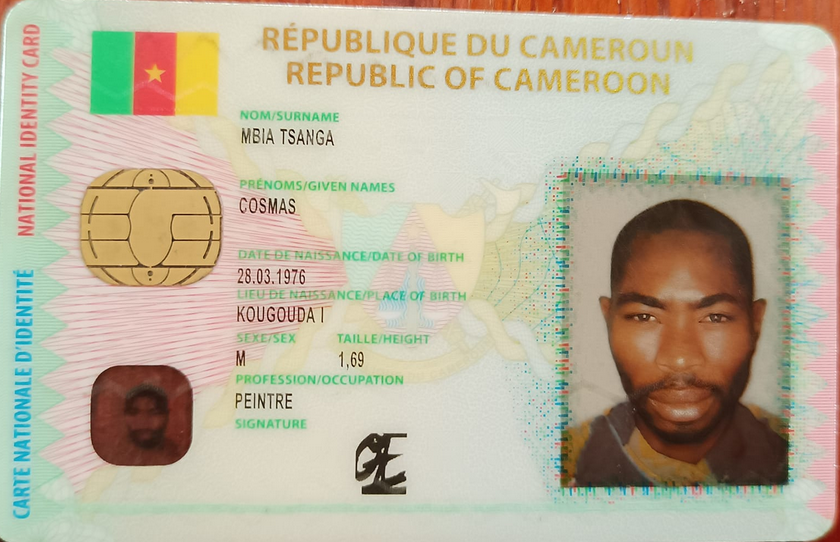 RÉPUBLIQUE DU CAMEROUN
REPUBLIC OF CAMEROON
NATIONAL IDENTITY CARD
CARTE NATIONALE D'IDENTITÉ
NOM/SURNAME
MBIA TSANGA
PRÉNOMS/GIVEN NAMES
COSMAS
DATE DE NAISSANCE/DATE OF BIRTH
28.03.1976
LIEU DE NAISSANCE/PLACE OF BIRTH
KOUGOUDA I
SEXE/SEX TAILLE/HEIGHT
M 1,69
PROFESSION/OCCUPATION
PEINTRE
SIGNATURE